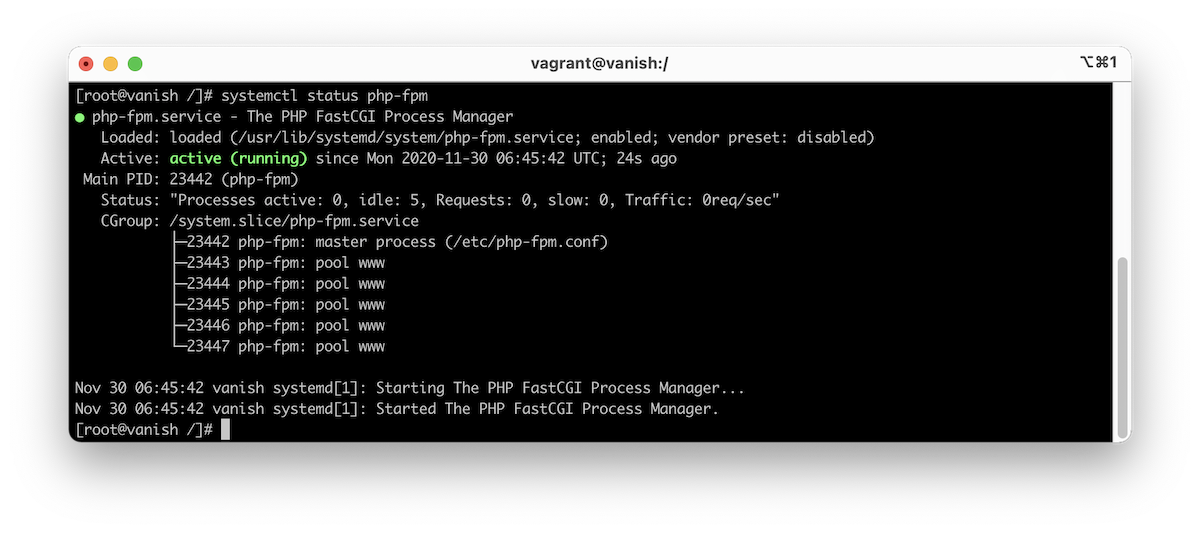 vagrant@vanish:/
⌥⌘1
[root@vanish /]# systemctl status php-fpm
● php-fpm.service - The PHP FastCGI Process Manager
   Loaded: loaded (/usr/lib/systemd/system/php-fpm.service; enabled; vendor preset: disabled)
   Active: active (running) since Mon 2020-11-30 06:45:42 UTC; 24s ago
 Main PID: 23442 (php-fpm)
   Status: "Processes active: 0, idle: 5, Requests: 0, slow: 0, Traffic: 0req/sec"
   CGroup: /system.slice/php-fpm.service
           ├─23442 php-fpm: master process (/etc/php-fpm.conf)
           ├─23443 php-fpm: pool www
           ├─23444 php-fpm: pool www
           ├─23445 php-fpm: pool www
           ├─23446 php-fpm: pool www
           └─23447 php-fpm: pool www

Nov 30 06:45:42 vanish systemd[1]: Starting The PHP FastCGI Process Manager...
Nov 30 06:45:42 vanish systemd[1]: Started The PHP FastCGI Process Manager.
[root@vanish /]#